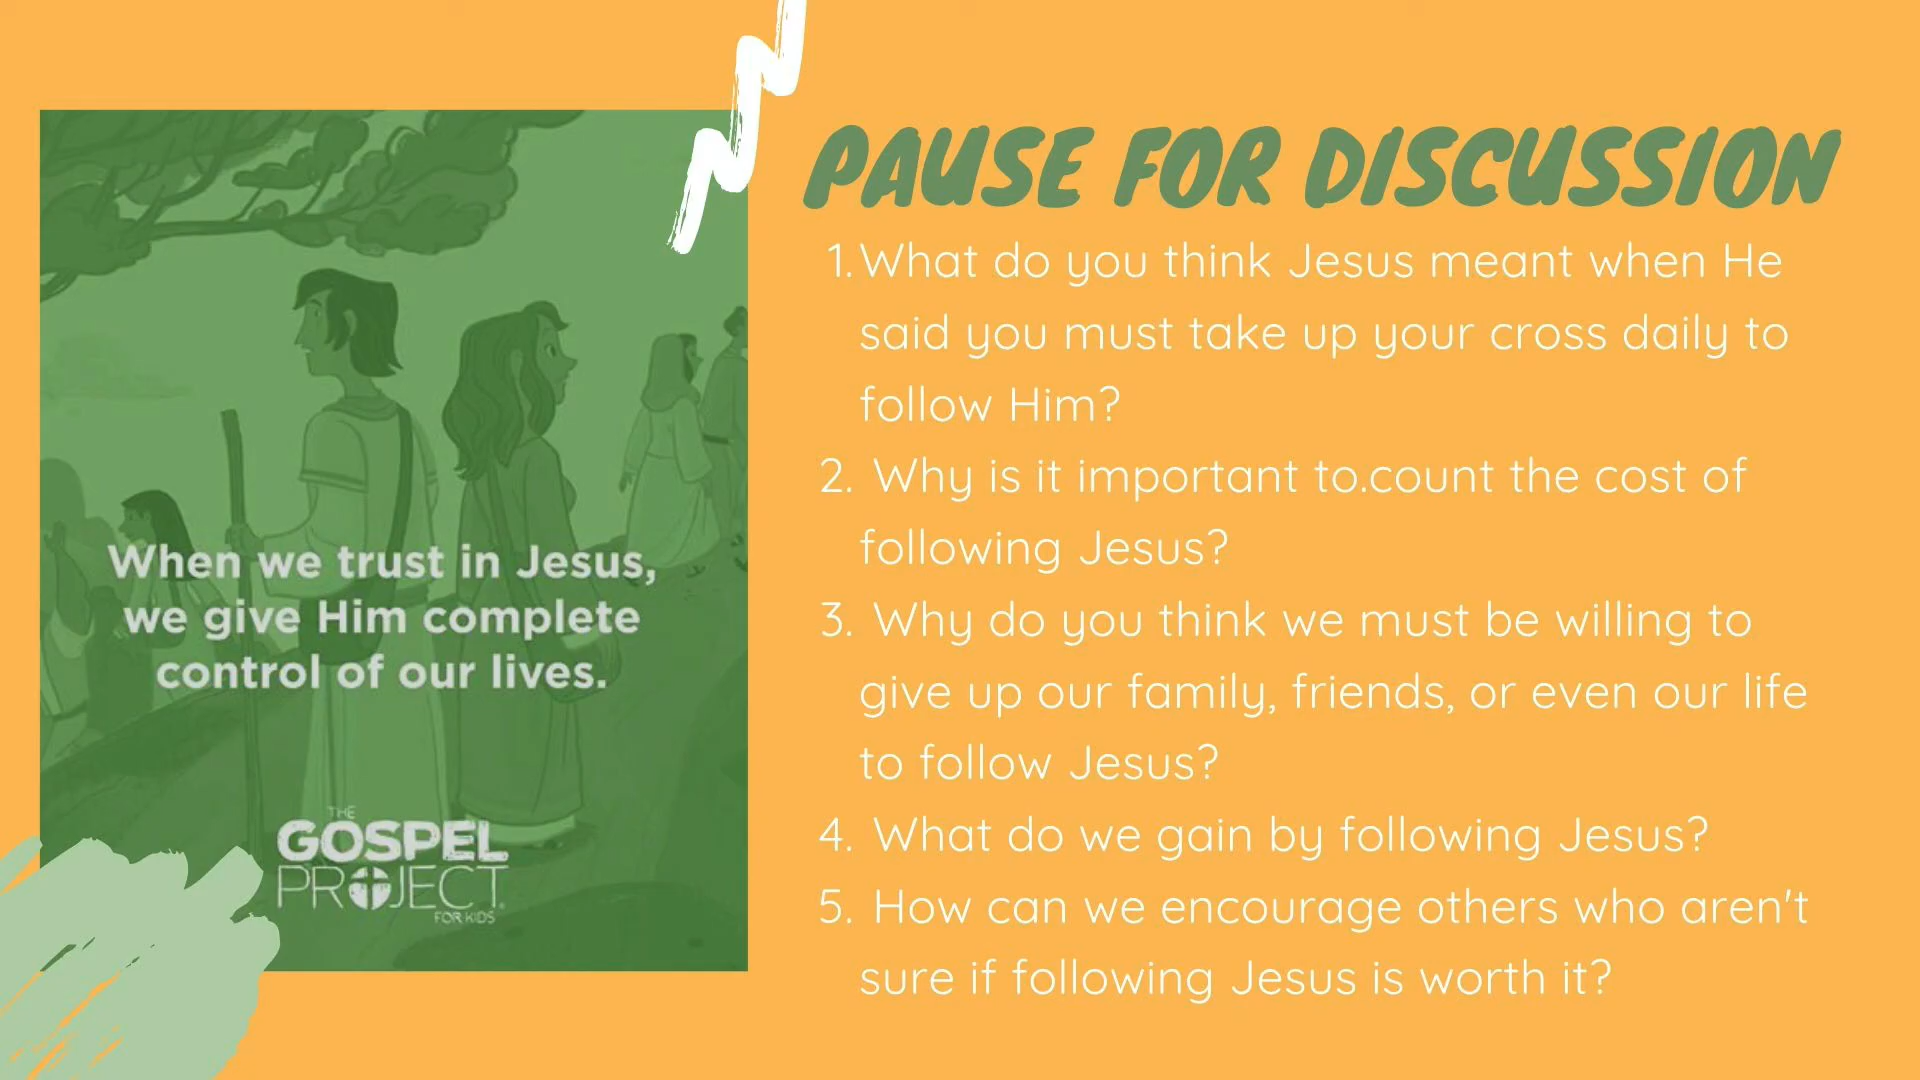 When we trust in Jesus,
we give Him complete
control of our lives.
THE
GOSPEL
PROJECT
FOR KIDS
PAUSE FOR DISCUSSION
1. What do you think Jesus meant when He
said you must take up your cross daily to
follow Him?
2. Why is it important to.count the cost of
following Jesus?
3. Why do you think we must be willing to
give up our family, friends, or even our life
to follow Jesus?
4. What do we gain by following Jesus?
5. How can we encourage others who aren't
sure if following Jesus is worth it?